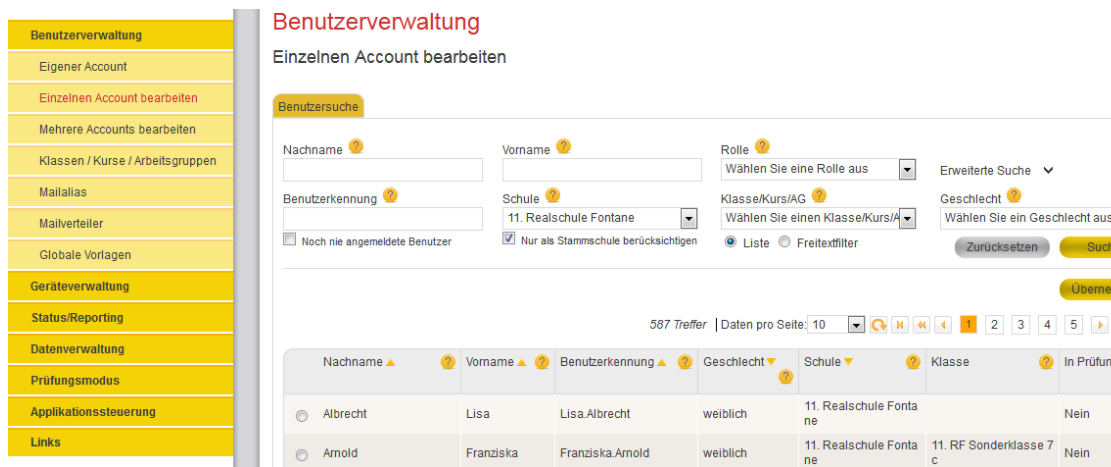 Benutzerverwaltung
Eigener Account
Einzelnen Account bearbeiten
Mehrere Accounts bearbeiten
Klassen / Kurse / Arbeitsgruppen
Mailalias
Mailverteiler
Globale Vorlagen
Geräteverwaltung
Status/Reporting
Datenverwaltung
Prüfungsmodus
Applikationssteuerung
Links
Benutzerverwaltung
Einzelnen Account bearbeiten
Benutzersuche
Nachname ? Vorname ? Rolle ?
Wählen Sie eine Rolle aus Erweiterte Suche
Benutzerkennung ? Schule ? Klasse/Kurs/AG ? Geschlecht ?
11. Realschule Fontane Wählen Sie einen Klasse/Kurs/A Wählen Sie ein Geschlecht aus
Noch nie angemeldete Benutzer Nur als Stammschule berücksichtigen Liste Freitextfilter
Zurücksetzen Such
Überne
587 Treffer | Daten pro Seite: 10 1 2 3 4 5
Nachname ? Vorname ? Benutzerkennung ? Geschlecht ? Schule ? Klasse ? In Prüfun
Albrecht Lisa Lisa.Albrecht weiblich 11. Realschule Fonta Nein
ne
Arnold Franziska Franziska.Arnold weiblich 11. Realschule Fonta 11. RF Sonderklasse 7 Nein
ne c